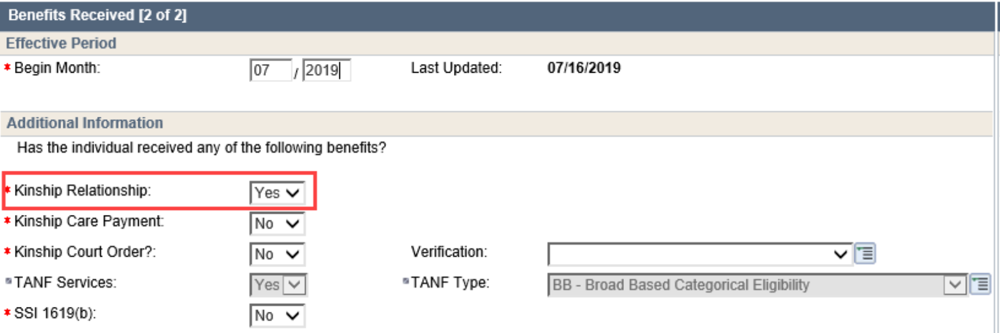 Benefits Received [2 of 2]
Effective Period
* Begin Month: 07 / 2019 Last Updated: 07/16/2019
Additional Information
Has the individual received any of the following benefits?
* Kinship Relationship: Yes
* Kinship Care Payment: No
* Kinship Court Order?: No Verification:
TANF Services: Yes TANF Type: BB - Broad Based Categorical Eligibility
* SSI 1619(b): No